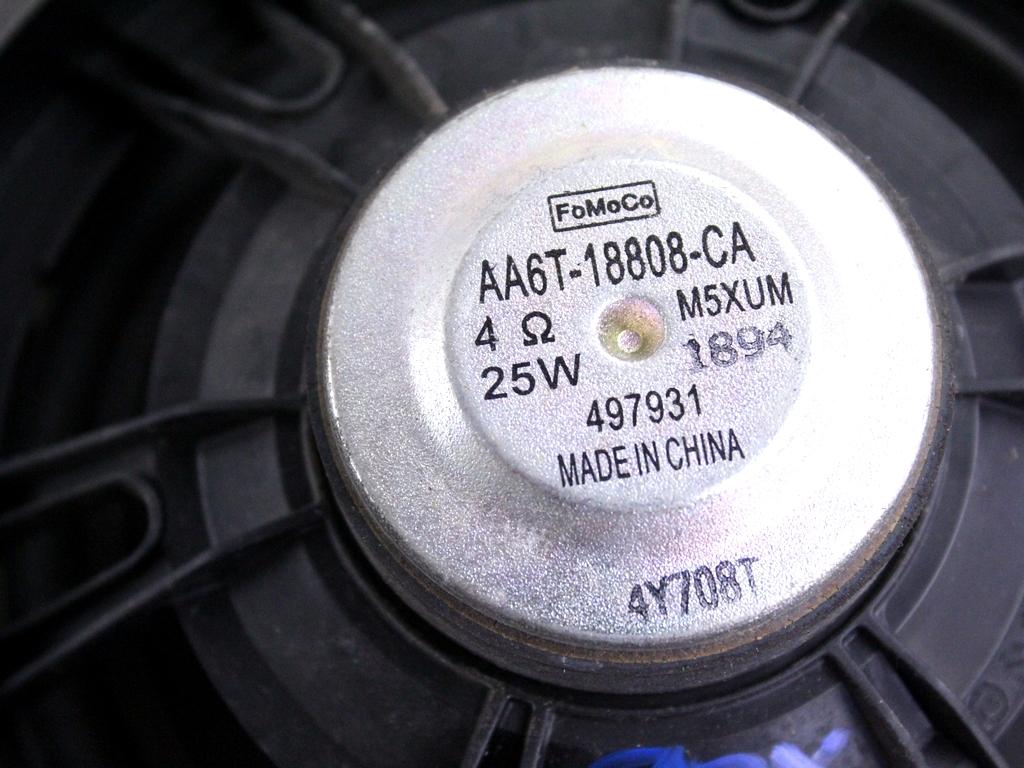 FoMoCo
AA6T-18808-CA
4 Ω M5XUM
25W 1894
497931
MADE IN CHINA
4Y708T